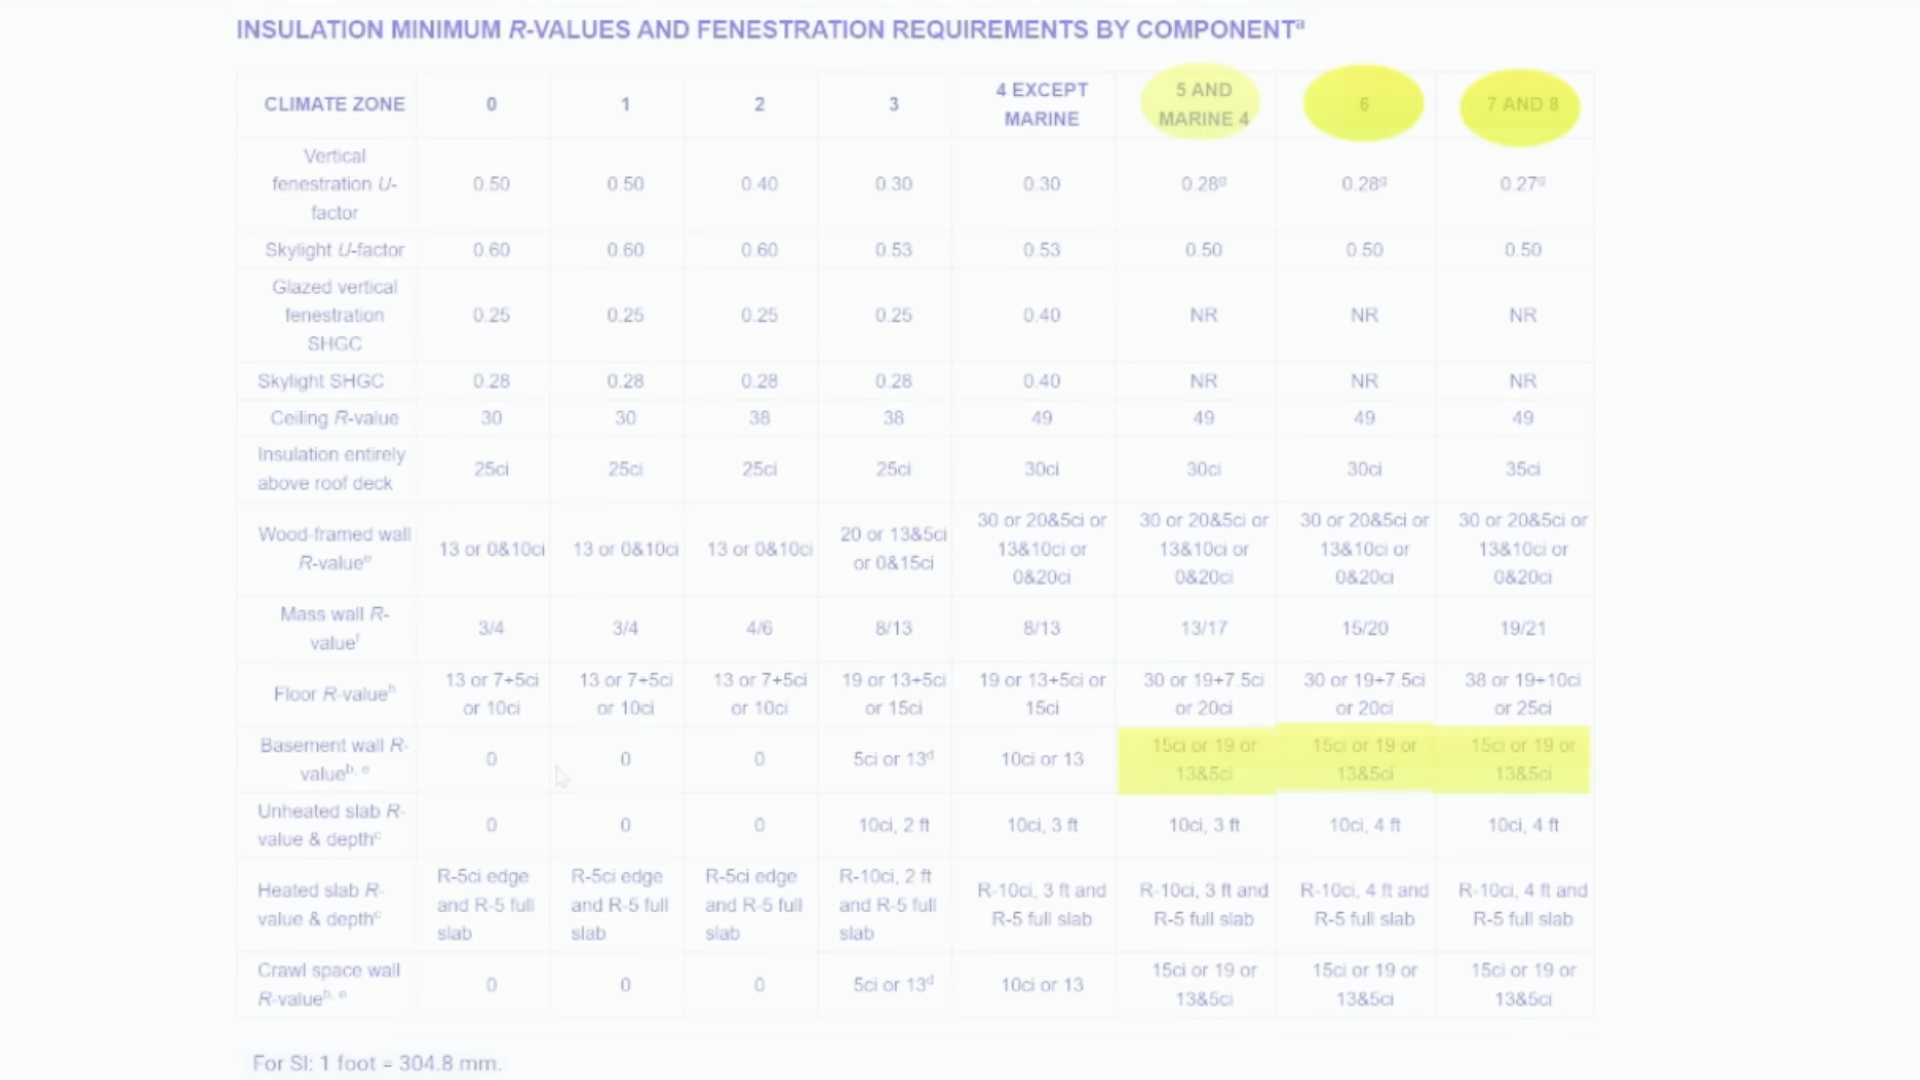 INSULATION MINIMUM R-VALUES AND FENESTRATION REQUIREMENTS BY COMPONENTa
CLIMATE ZONE 0 1 2 3 4 EXCEPT MARINE 5 AND MARINE 4 6 7 AND 8
Vertical fenestration U-factor 0.50 0.50 0.40 0.30 0.30 0.28g 0.28g 0.27g
Skylight U-factor 0.60 0.60 0.60 0.53 0.53 0.50 0.50 0.50
Glazed vertical fenestration SHGC 0.25 0.25 0.25 0.25 0.40 NR NR NR
Skylight SHGC 0.28 0.28 0.28 0.28 0.40 NR NR NR
Ceiling R-value 30 30 38 38 49 49 49 49
Insulation entirely above roof deck 25ci 25ci 25ci 25ci 30ci 30ci 30ci 35ci
Wood-framed wall R-valuee 13 or 0&10ci 13 or 0&10ci 13 or 0&10ci 20 or 13&5ci or 0&15ci 30 or 20&5ci or 13&10ci or 0&20ci 30 or 20&5ci or 13&10ci or 0&20ci 30 or 20&5ci or 13&10ci or 0&20ci 30 or 20&5ci or 13&10ci or 0&20ci
Mass wall R-valuef 3/4 3/4 4/6 8/13 8/13 13/17 15/20 19/21
Floor R-valueh 13 or 7+5ci or 10ci 13 or 7+5ci or 10ci 13 or 7+5ci or 10ci 19 or 13+5ci or 15ci 19 or 13+5ci or 15ci 30 or 19+7.5ci or 20ci 30 or 19+7.5ci or 20ci 38 or 19+10ci or 25ci
Basement wall R-valueb, e 0 0 0 5ci or 13d 10ci or 13 15ci or 19 or 13&5ci 15ci or 19 or 13&5ci 15ci or 19 or 13&5ci
Unheated slab R-value & depthc 0 0 0 10ci, 2 ft 10ci, 3 ft 10ci, 3 ft 10ci, 4 ft 10ci, 4 ft
Heated slab R-value & depthc R-5ci edge and R-5 full slab R-5ci edge and R-5 full slab R-5ci edge and R-5 full slab R-10ci, 2 ft and R-5 full slab R-10ci, 3 ft and R-5 full slab R-10ci, 3 ft and R-5 full slab R-10ci, 4 ft and R-5 full slab R-10ci, 4 ft and R-5 full slab
Crawl space wall R-valueb, e 0 0 0 5ci or 13d 10ci or 13 15ci or 19 or 13&5ci 15ci or 19 or 13&5ci 15ci or 19 or 13&5ci
For SI: 1 foot = 304.8 mm.